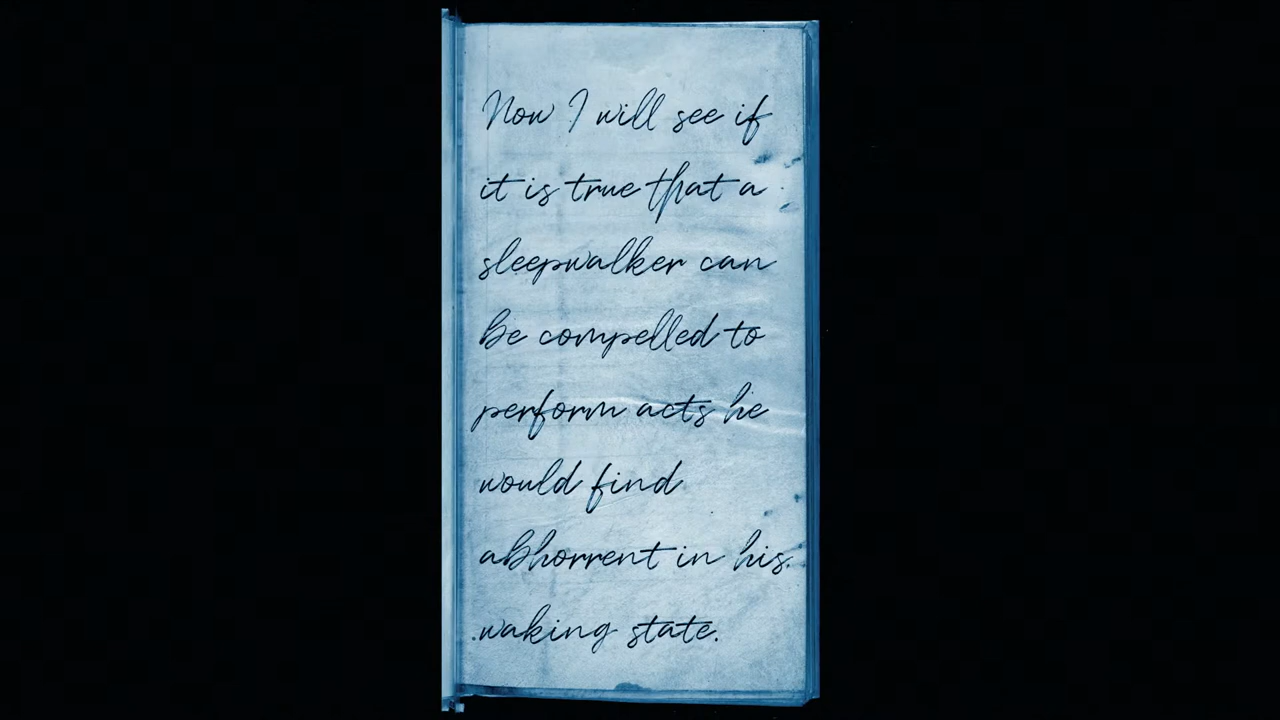 Now I will see if
it is true that a
sleepwalker can
be compelled to
perform acts he
would find
abhorrent in his
waking state.